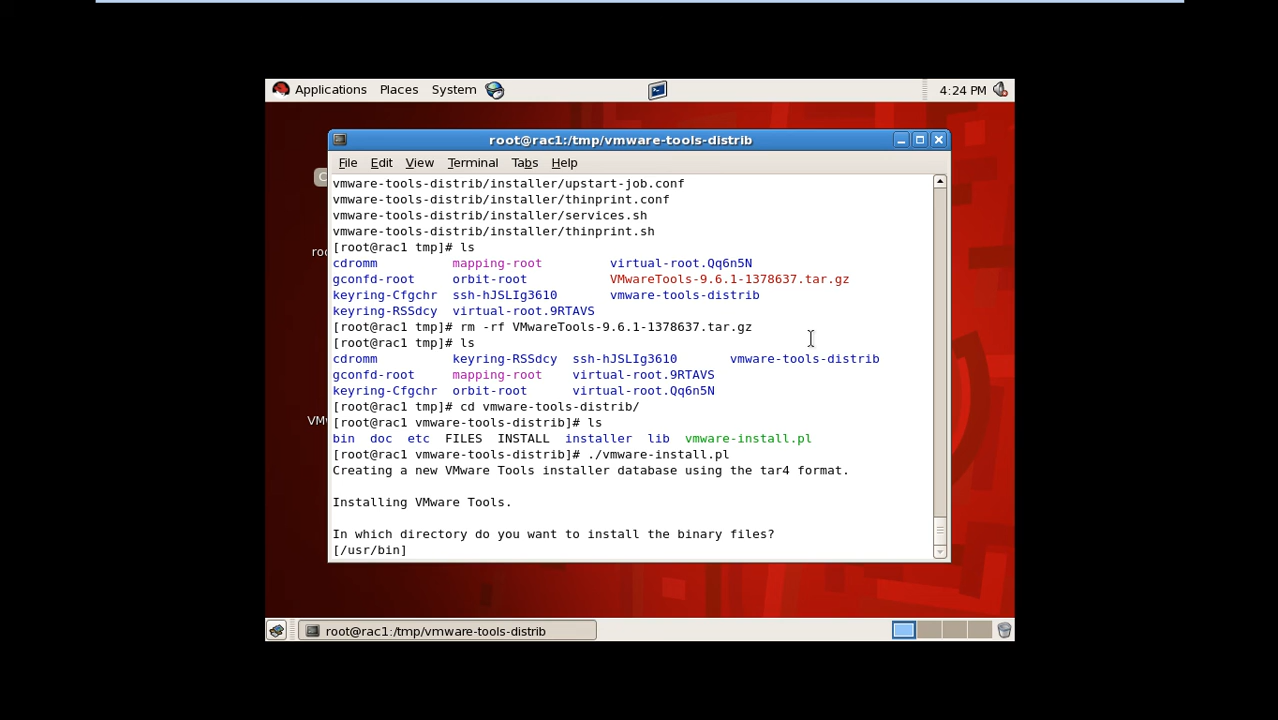 Applications Places System 4:24 PM
root@rac1:/tmp/vmware-tools-distrib
File Edit View Terminal Tabs Help
vmware-tools-distrib/installer/upstart-job.conf
vmware-tools-distrib/installer/thinprint.conf
vmware-tools-distrib/installer/services.sh
vmware-tools-distrib/installer/thinprint.sh
[root@rac1 tmp]# ls
cdromm mapping-root virtual-root.Qq6n5N
gconfd-root orbit-root VMwareTools-9.6.1-1378637.tar.gz
keyring-Cfgchr ssh-hJSLIg3610 vmware-tools-distrib
keyring-RSSdcy virtual-root.9RTAVS
[root@rac1 tmp]# rm -rf VMwareTools-9.6.1-1378637.tar.gz
[root@rac1 tmp]# ls
cdromm keyring-RSSdcy ssh-hJSLIg3610 vmware-tools-distrib
gconfd-root mapping-root virtual-root.9RTAVS
keyring-Cfgchr orbit-root virtual-root.Qq6n5N
[root@rac1 tmp]# cd vmware-tools-distrib/
[root@rac1 vmware-tools-distrib]# ls
bin doc etc FILES INSTALL installer lib vmware-install.pl
[root@rac1 vmware-tools-distrib]# ./vmware-install.pl
Creating a new VMware Tools installer database using the tar4 format.
Installing VMware Tools.
In which directory do you want to install the binary files?
[/usr/bin]
root@rac1:/tmp/vmware-tools-distrib